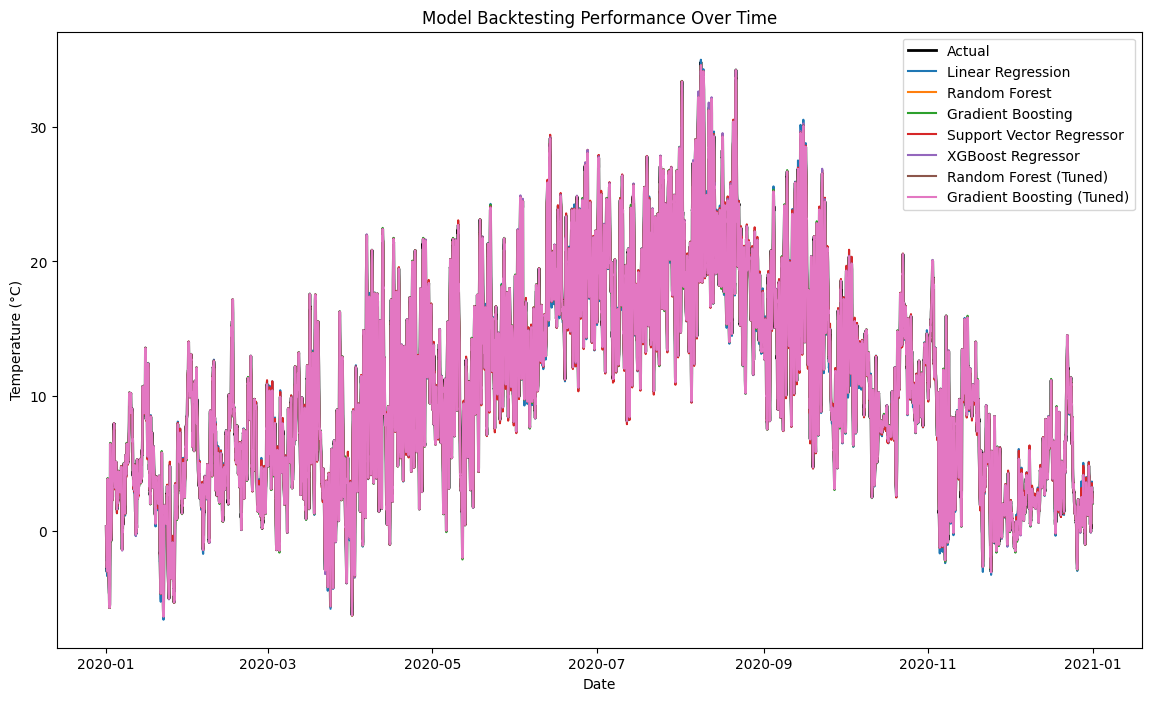 Model Backtesting Performance Over Time
Actual
Linear Regression
Random Forest
Gradient Boosting
Support Vector Regressor
XGBoost Regressor
Random Forest (Tuned)
Gradient Boosting (Tuned)
Temperature (°C)
30
20
10
0
2020-01
2020-03
2020-05
2020-07
2020-09
2020-11
2021-01
Date